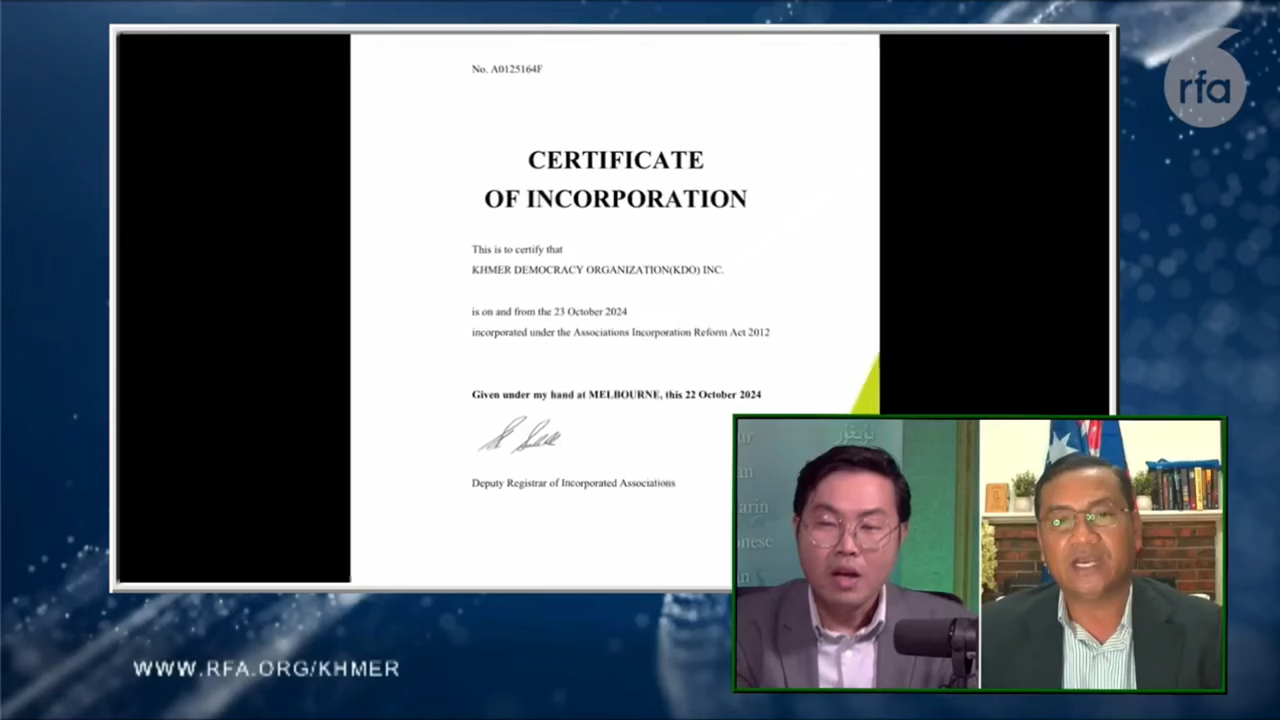 No. A0125164F
rfa
CERTIFICATE
OF INCORPORATION
This is to certify that
KHMER DEMOCRACY ORGANIZATION(KDO) INC.
is on and from the 23 October 2024
incorporated under the Associations Incorporation Reform Act 2012
Given under my hand at MELBOURNE, this 22 October 2024
Deputy Registrar of Incorporated Associations
WWW.RFA.ORG/KHMER